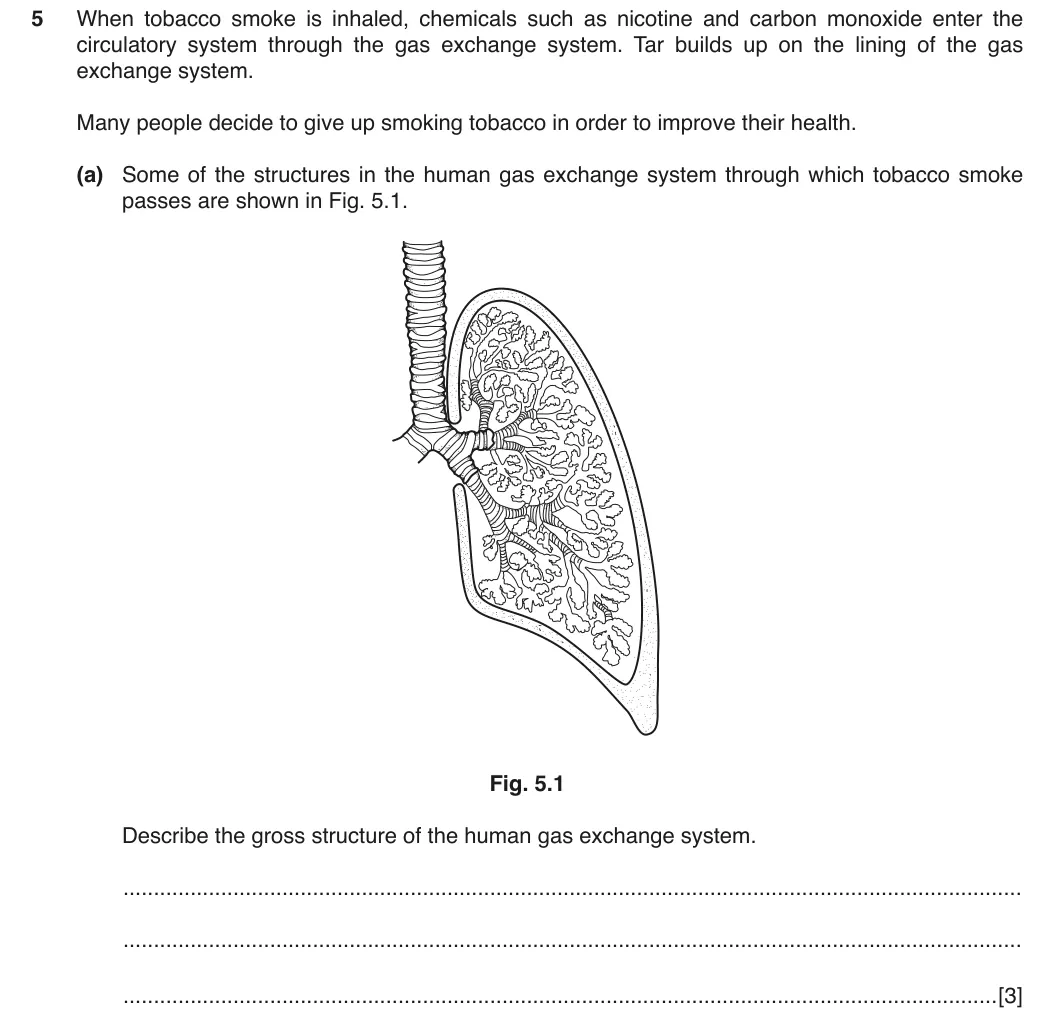 5 When tobacco smoke is inhaled, chemicals such as nicotine and carbon monoxide enter the
circulatory system through the gas exchange system. Tar builds up on the lining of the gas
exchange system.
Many people decide to give up smoking tobacco in order to improve their health.
(a) Some of the structures in the human gas exchange system through which tobacco smoke
passes are shown in Fig. 5.1.
Fig. 5.1
Describe the gross structure of the human gas exchange system.
[3]